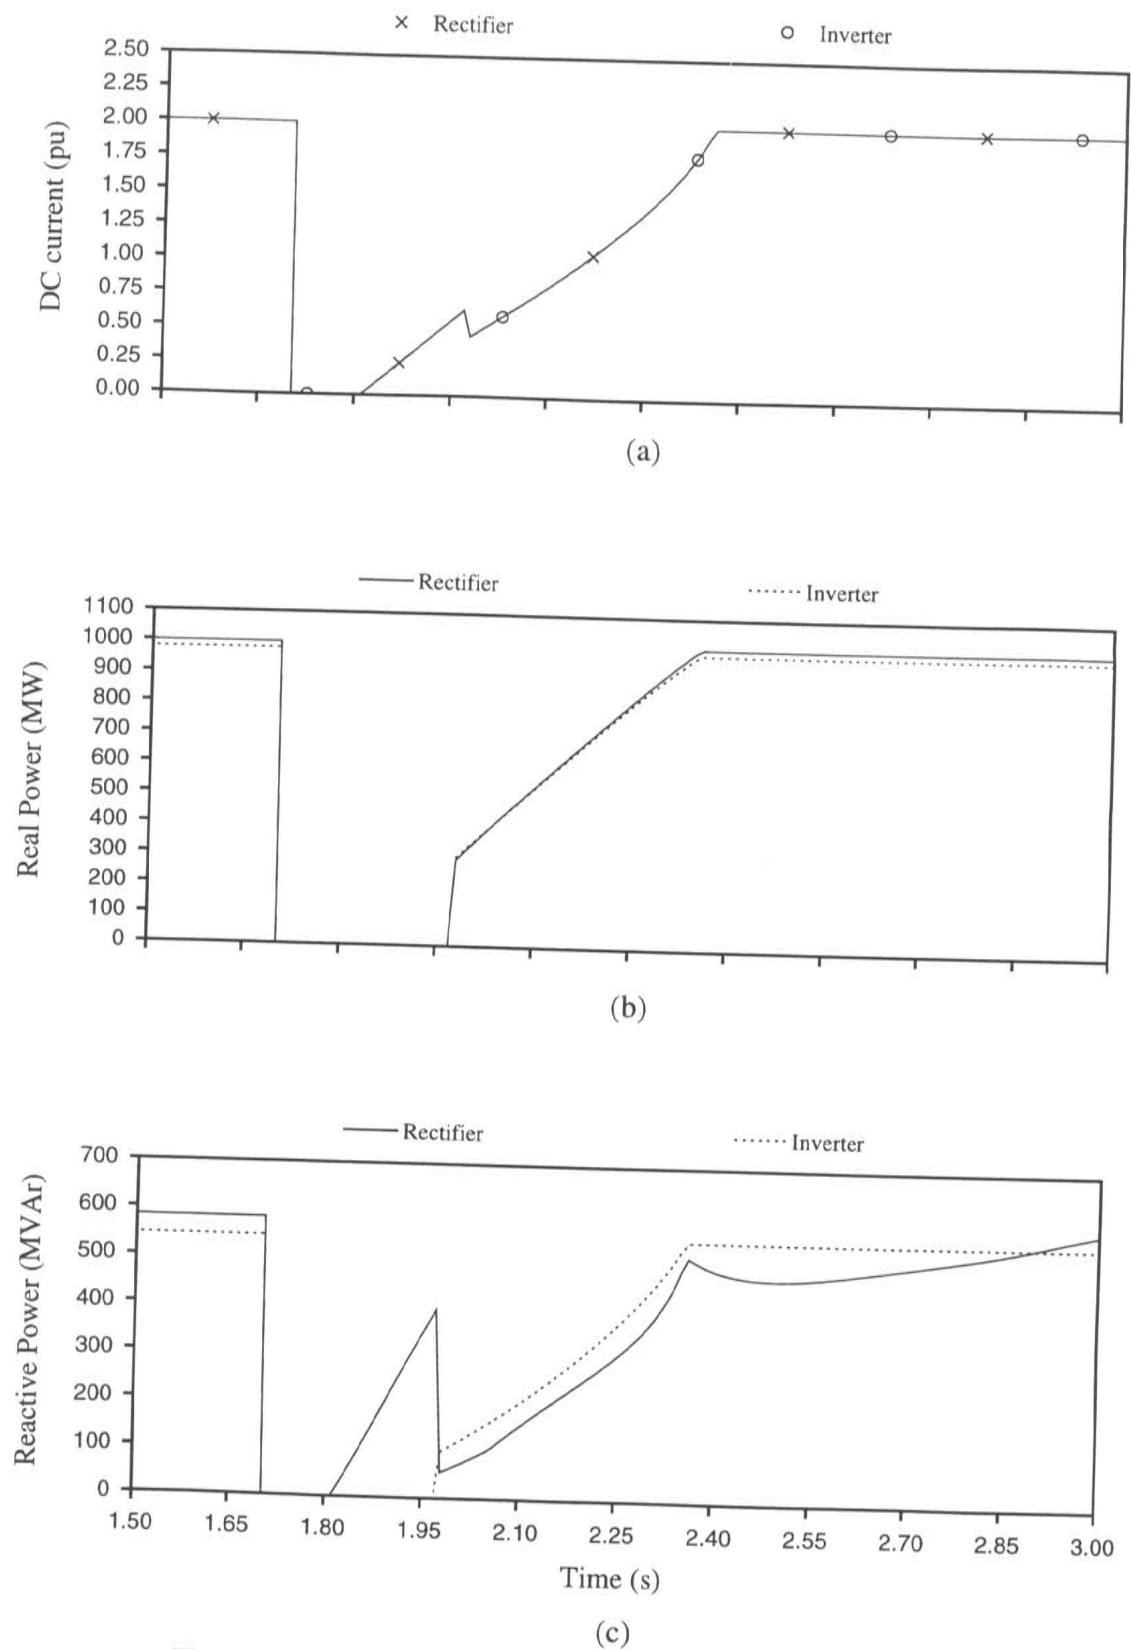 × Rectifier
○ Inverter
DC current (pu)
2.50
2.25
2.00
1.75
1.50
1.25
1.00
0.75
0.50
0.25
0.00
(a)
Rectifier
Inverter
Real Power (MW)
1100
1000
900
800
700
600
500
400
300
200
100
0
(b)
Rectifier
Inverter
Reactive Power (MVAr)
700
600
500
400
300
200
100
0
1.50 1.65 1.80 1.95 2.10 2.25 2.40 2.55 2.70 2.85 3.00
Time (s)
(c)